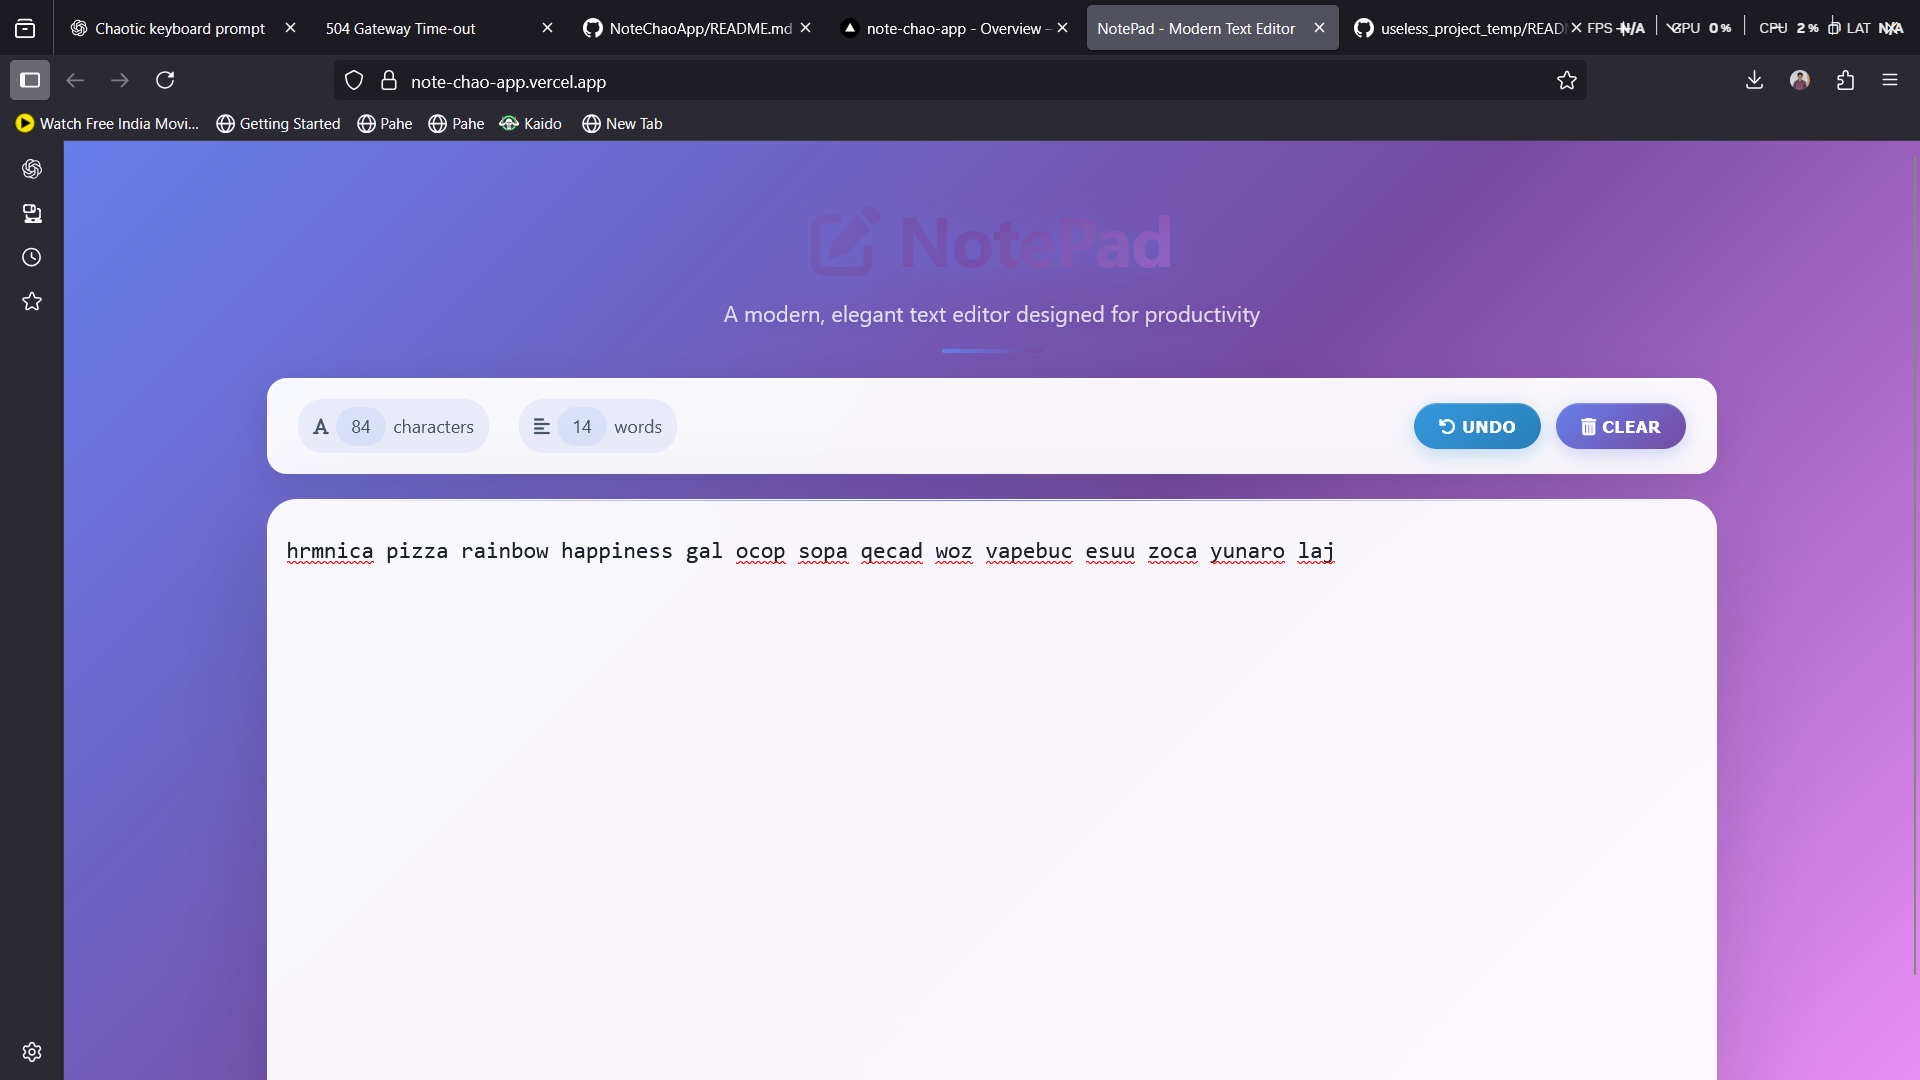 Chaotic keyboard prompt
504 Gateway Time-out
NoteChaoApp/README.md
note-chao-app - Overview –
NotePad - Modern Text Editor
useless_project_temp/READ
FPS N/A
GPU 0%
CPU 2%
LAT N/A
note-chao-app.vercel.app
Watch Free India Movi...
Getting Started
Pahe
Pahe
Kaido
New Tab
NotePad
A modern, elegant text editor designed for productivity
84 characters
14 words
UNDO
CLEAR
hrmnica pizza rainbow happiness gal ocop sopa qecad woz vapebuc esuu zoca yunaro laj